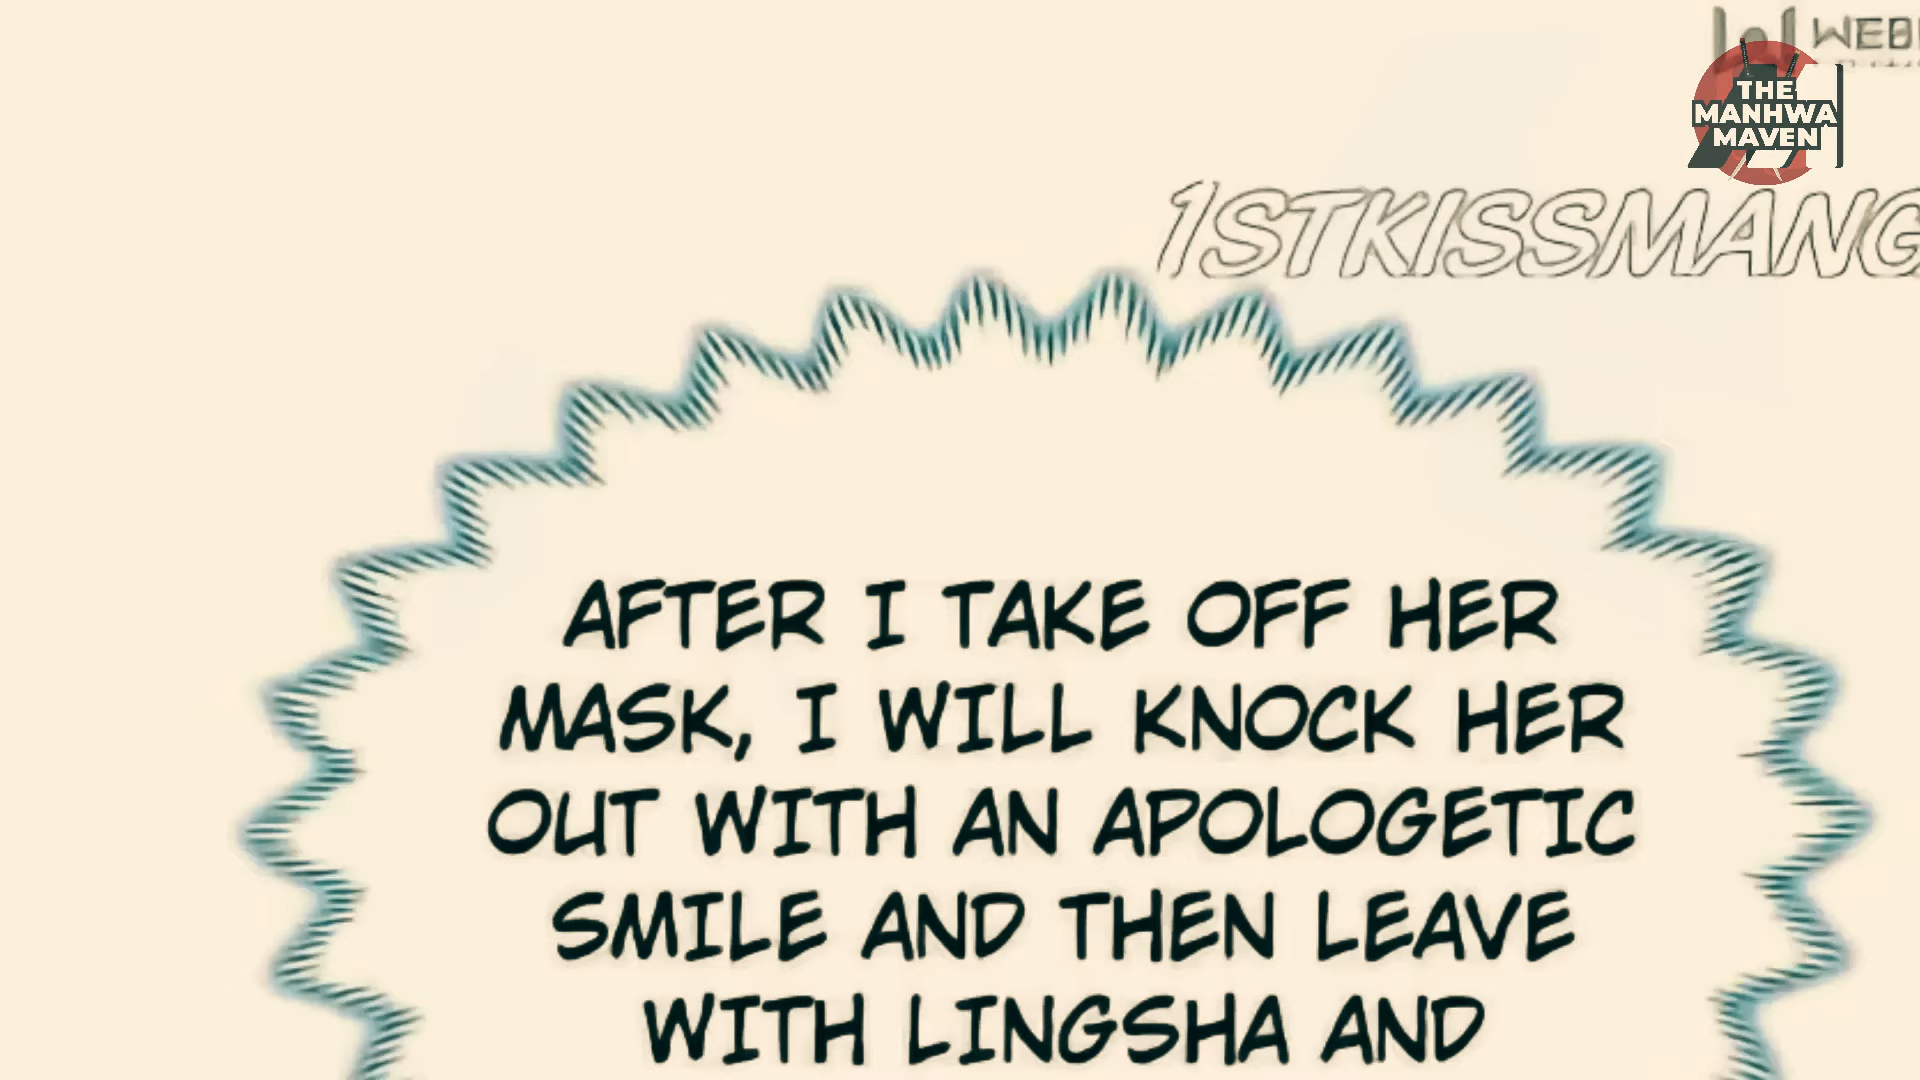 THE
MANHWA
MAVEN
AFTER I TAKE OFF HER
MASK, I WILL KNOCK HER
OUT WITH AN APOLOGETIC
SMILE AND THEN LEAVE
WITH LINGSHA AND